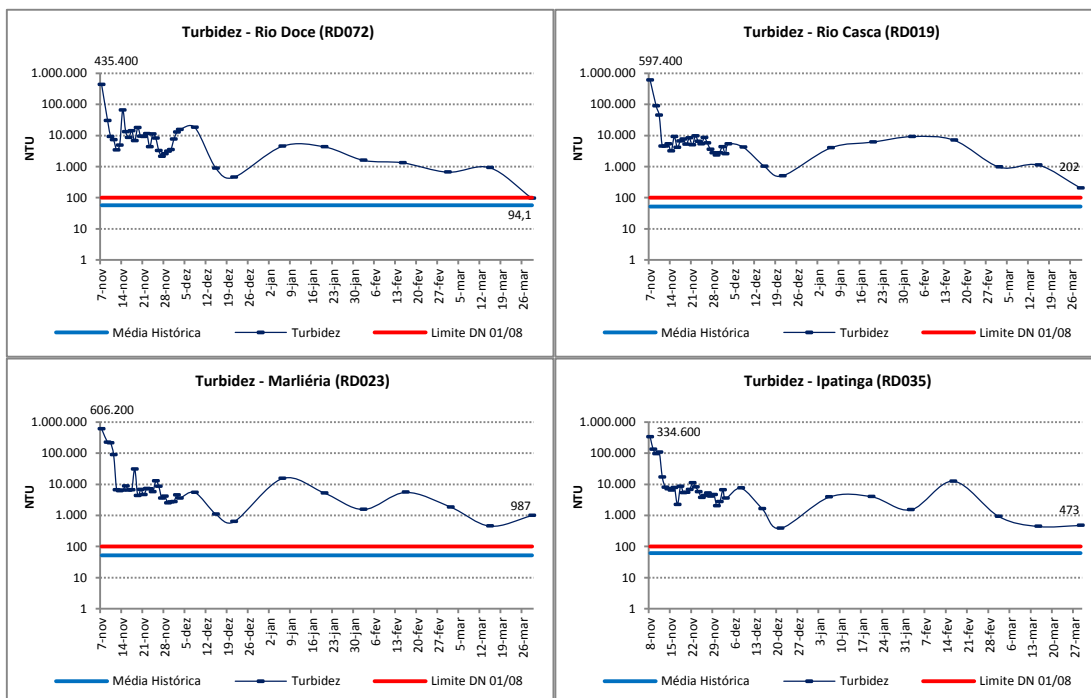 Turbidez - Rio Doce (RD072)
435.400
1.000.000
100.000
10.000
1.000
100
10
1
NTU
94,1
7-nov
14-nov
21-nov
28-nov
5-dez
12-dez
19-dez
26-dez
2-jan
9-jan
16-jan
23-jan
30-jan
6-fev
13-fev
20-fev
27-fev
5-mar
12-mar
19-mar
26-mar
Média Histórica Turbidez Limite DN 01/08
Turbidez - Rio Casca (RD019)
597.400
1.000.000
100.000
10.000
1.000
100
10
1
NTU
202
7-nov
14-nov
21-nov
28-nov
5-dez
12-dez
19-dez
26-dez
2-jan
9-jan
16-jan
23-jan
30-jan
6-fev
13-fev
20-fev
27-fev
5-mar
12-mar
19-mar
26-mar
Média Histórica Turbidez Limite DN 01/08
Turbidez - Marliéria (RD023)
606.200
1.000.000
100.000
10.000
1.000
100
10
1
NTU
987
7-nov
14-nov
21-nov
28-nov
5-dez
12-dez
19-dez
26-dez
2-jan
9-jan
16-jan
23-jan
30-jan
6-fev
13-fev
20-fev
27-fev
5-mar
12-mar
19-mar
26-mar
Média Histórica Turbidez Limite DN 01/08
Turbidez - Ipatinga (RD035)
334.600
1.000.000
100.000
10.000
1.000
100
10
1
NTU
473
8-nov
15-nov
22-nov
29-nov
6-dez
13-dez
20-dez
27-dez
3-jan
10-jan
17-jan
24-jan
31-jan
7-fev
14-fev
21-fev
28-fev
6-mar
13-mar
20-mar
27-mar
Média Histórica Turbidez Limite DN 01/08